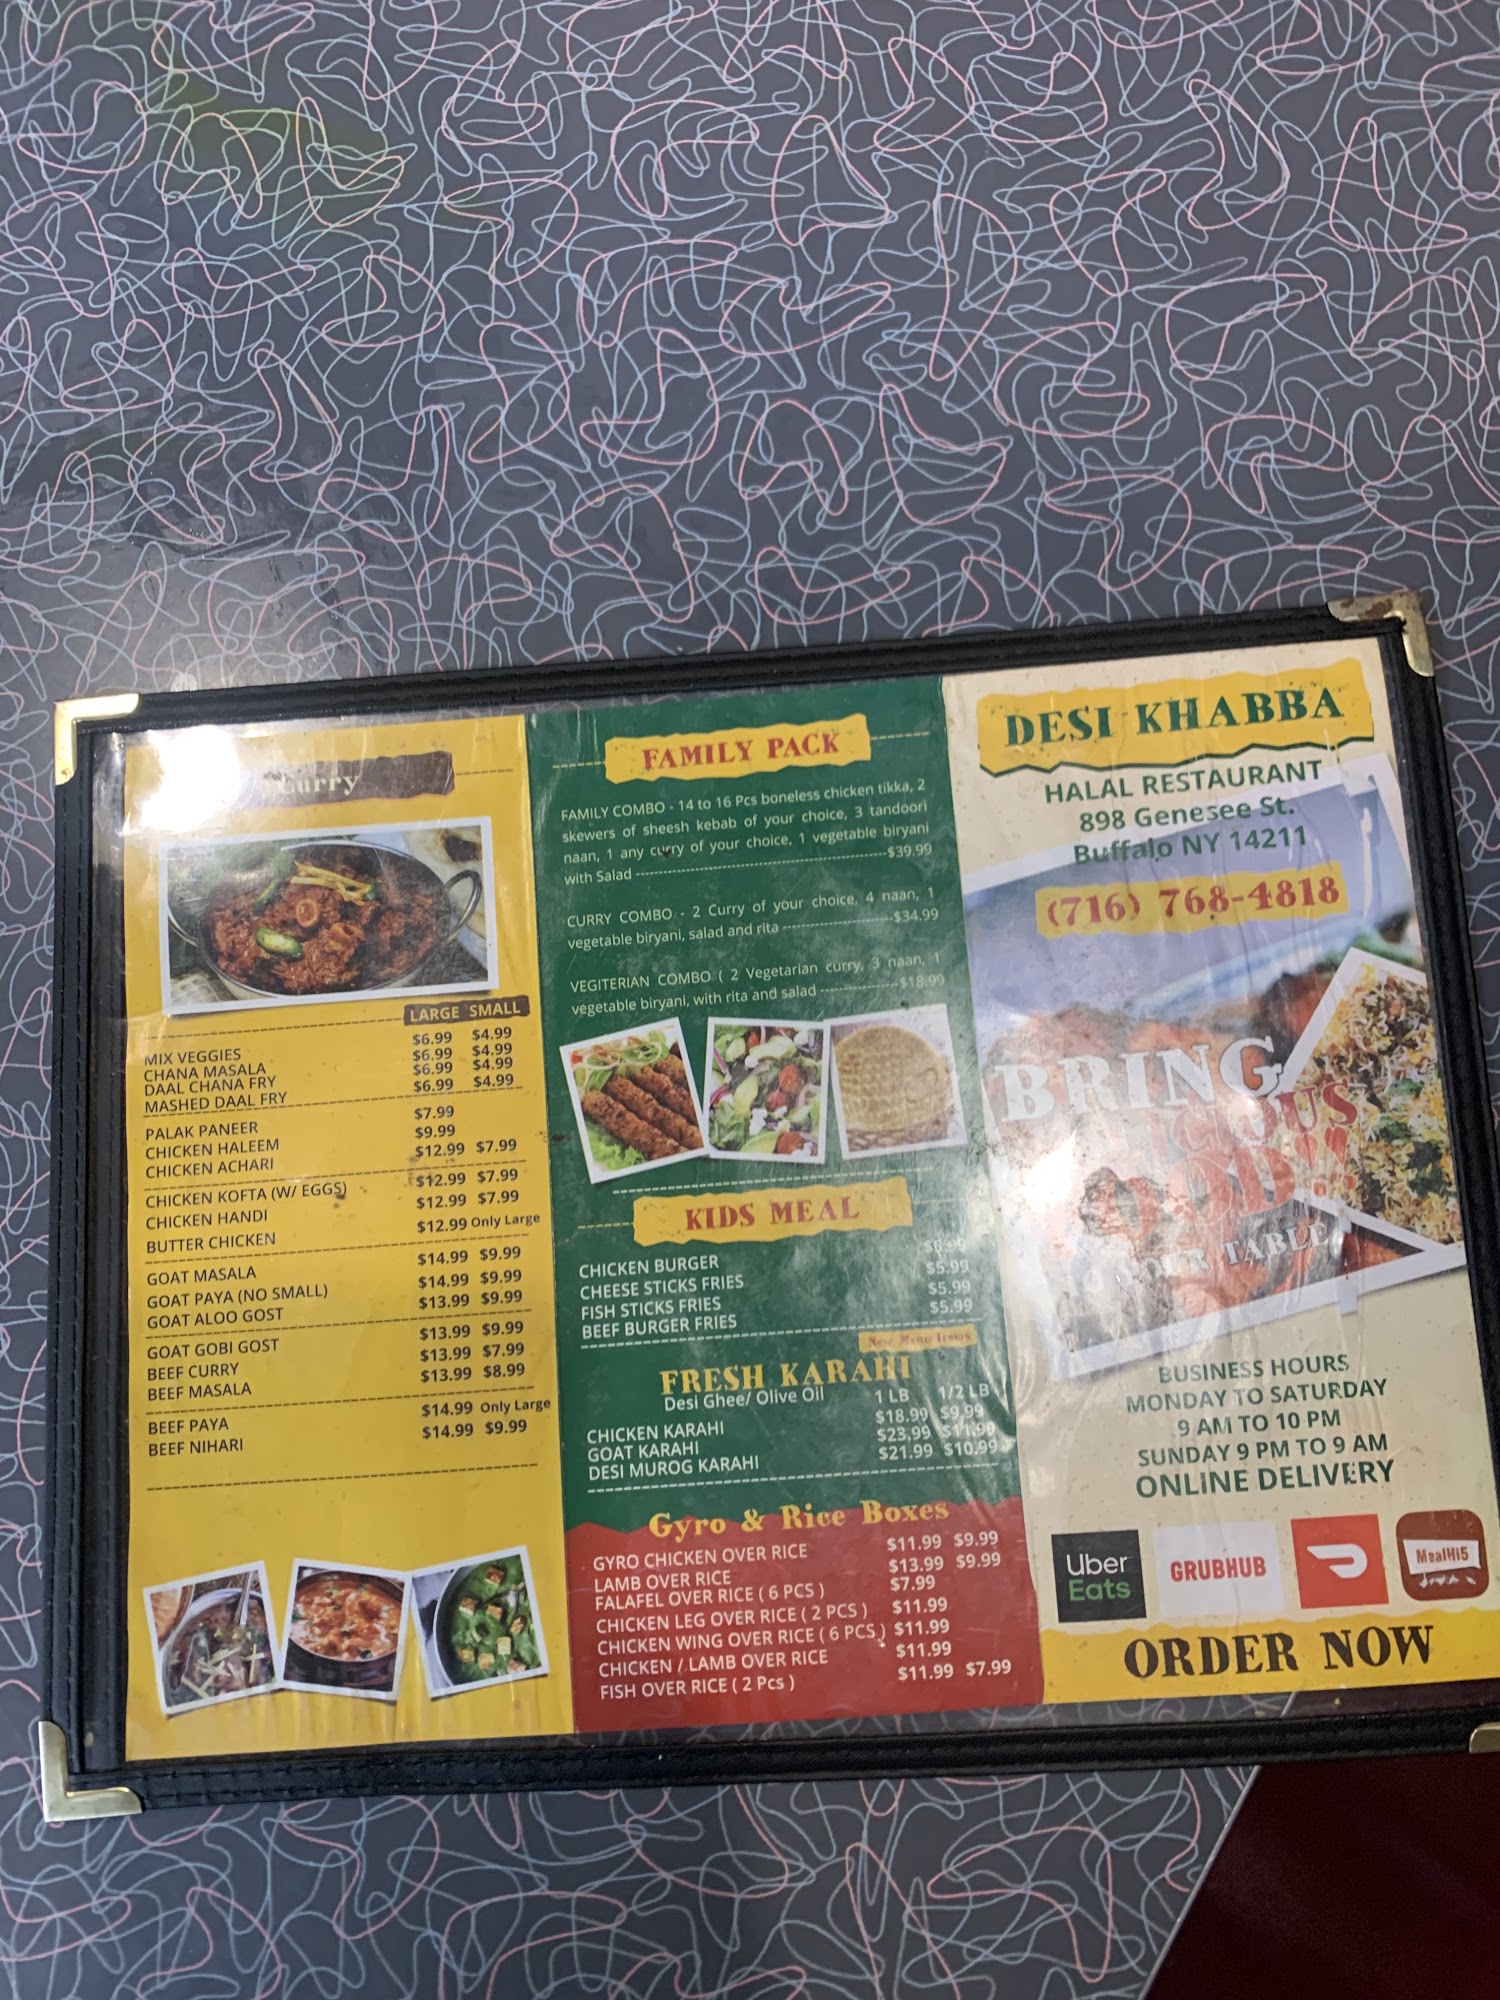 Curry
LARGE SMALL
MIX VEGGIES $6.99 $4.99
CHANA MASALA $6.99 $4.99
DAAL CHANA FRY $6.99 $4.99
MASHED DAAL FRY $6.99 $4.99
PALAK PANEER $7.99
CHICKEN HALEEM $9.99
CHICKEN ACHARI $12.99 $7.99
CHICKEN KOFTA (W/ EGGS) $12.99 $7.99
CHICKEN HANDI $12.99 $7.99
BUTTER CHICKEN $12.99 Only Large
GOAT MASALA $14.99 $9.99
GOAT PAYA (NO SMALL) $14.99 $9.99
GOAT ALOO GOST $13.99 $9.99
GOAT GOBI GOST $13.99 $9.99
BEEF CURRY $13.99 $7.99
BEEF MASALA $13.99 $8.99
BEEF PAYA $14.99 Only Large
BEEF NIHARI $14.99 $9.99
FAMILY PACK
FAMILY COMBO - 14 to 16 Pcs boneless chicken tikka, 2
skewers of sheesh kebab of your choice, 3 tandoori
naan, 1 any curry of your choice, 1 vegetable biryani
with Salad $39.99
CURRY COMBO - 2 Curry of your choice, 4 naan, 1
vegetable biryani, salad and rita $34.99
VEGITERIAN COMBO ( 2 Vegetarian curry, 3 naan, 1
vegetable biryani, with rita and salad $18.99
KIDS MEAL
CHICKEN BURGER
CHEESE STICKS FRIES $5.99
FISH STICKS FRIES $5.99
BEEF BURGER FRIES $5.99
New Menu Items
FRESH KARAHI
Desi Ghee/ Olive Oil 1 LB 1/2 LB
CHICKEN KARAHI $18.99 $9.99
GOAT KARAHI $23.99 $11.99
DESI MUROG KARAHI $21.99 $10.99
Gyro & Rice Boxes
GYRO CHICKEN OVER RICE $11.99 $9.99
LAMB OVER RICE $13.99 $9.99
FALAFEL OVER RICE ( 6 PCS ) $7.99
CHICKEN LEG OVER RICE ( 2 PCS ) $11.99
CHICKEN WING OVER RICE ( 6 PCS ) $11.99
CHICKEN / LAMB OVER RICE $11.99
FISH OVER RICE ( 2 Pcs ) $11.99 $7.99
DESI KHABBA
HALAL RESTAURANT
898 Genesee St.
Buffalo NY 14211
(716) 768-4818
BRING
TO YOUR TABLE
BUSINESS HOURS
MONDAY TO SATURDAY
9 AM TO 10 PM
SUNDAY 9 PM TO 9 AM
ONLINE DELIVERY
Uber
Eats
GRUBHUB
MealHi5
ORDER NOW